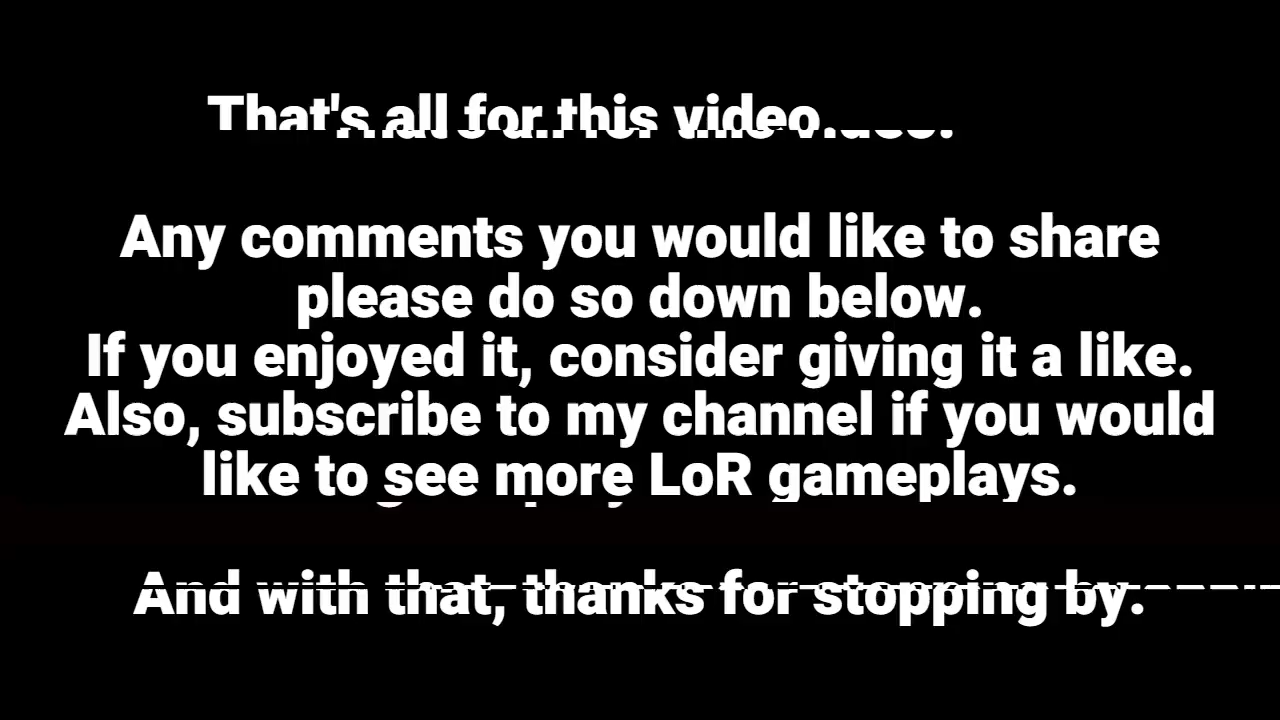 That's all for this video.
Any comments you would like to share
please do so down below.
If you enjoyed it, consider giving it a like.
Also, subscribe to my channel if you would
like to see more LoR gameplays.
And with that, thanks for stopping by.